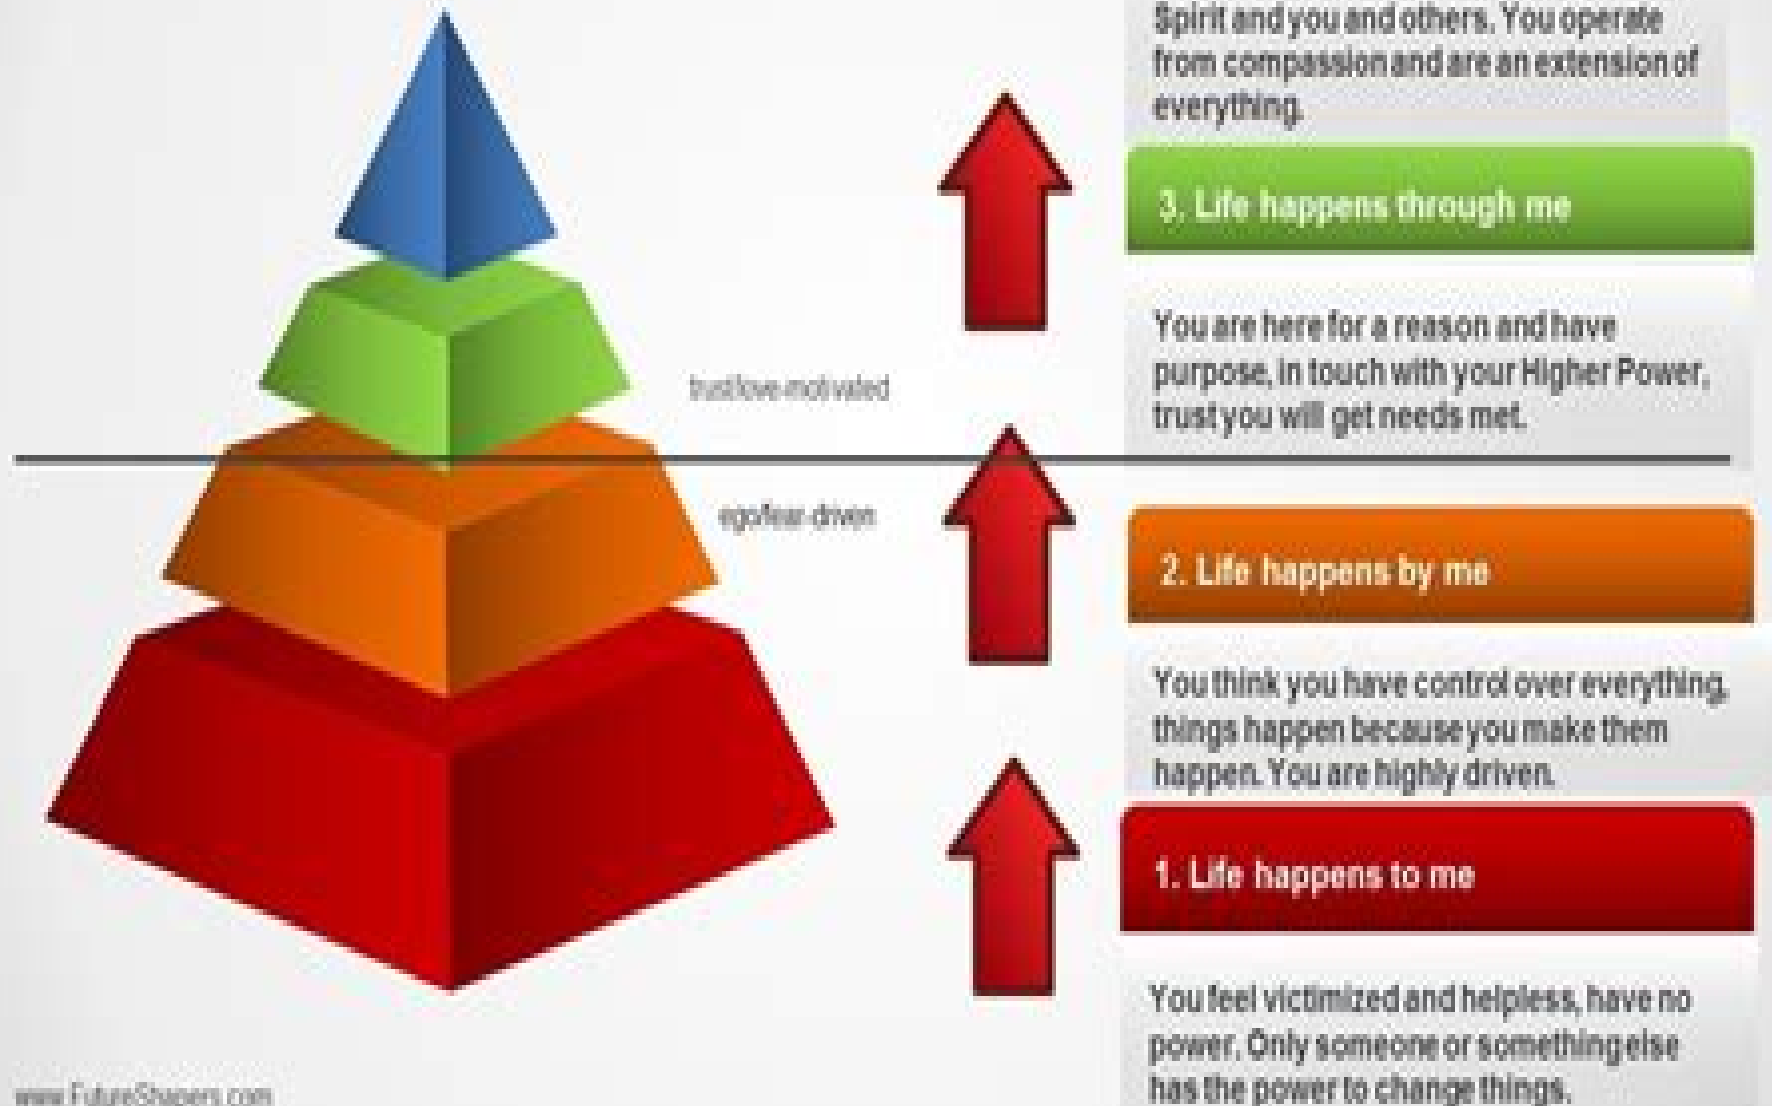 Spirit and you and others. You operate
from compassion and are an extension of
everything.
3. Life happens through me
You are here for a reason and have
purpose, in touch with your Higher Power,
trust you will get needs met.
trust/love-motivated
ego/fear-driven
2. Life happens by me
You think you have control over everything,
things happen because you make them
happen. You are highly driven.
1. Life happens to me
You feel victimized and helpless, have no
power. Only someone or something else
has the power to change things.
www.FutureShapers.com